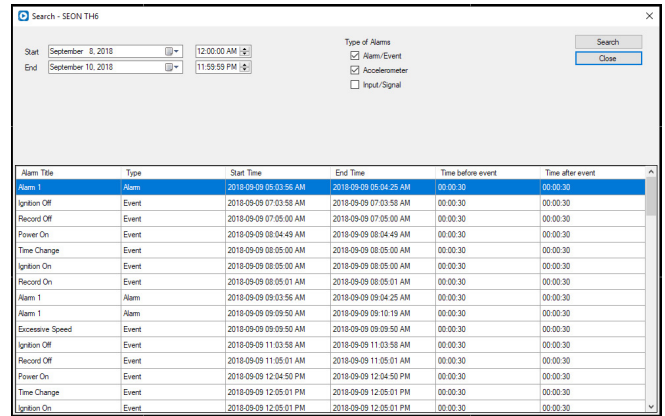 Search - SEON TH6
Start September 8, 2018 12:00:00 AM
End September 10, 2018 11:59:59 PM
Type of Alarms
Alarm/Event
Accelerometer
Input/Signal
Search
Close
Alarm Title Type Start Time End Time Time before event Time after event
Alarm 1 Alarm 2018-09-09 05:03:56 AM 2018-09-09 05:04:25 AM 00:00:30 00:00:30
Ignition Off Event 2018-09-09 07:03:58 AM 2018-09-09 07:03:58 AM 00:00:30 00:00:30
Record Off Event 2018-09-09 07:05:00 AM 2018-09-09 07:05:00 AM 00:00:30 00:00:30
Power On Event 2018-09-09 08:04:49 AM 2018-09-09 08:04:49 AM 00:00:30 00:00:30
Time Change Event 2018-09-09 08:05:00 AM 2018-09-09 08:05:00 AM 00:00:30 00:00:30
Ignition On Event 2018-09-09 08:05:00 AM 2018-09-09 08:05:00 AM 00:00:30 00:00:30
Record On Event 2018-09-09 08:05:01 AM 2018-09-09 08:05:01 AM 00:00:30 00:00:30
Alarm 1 Alarm 2018-09-09 09:03:56 AM 2018-09-09 09:04:25 AM 00:00:30 00:00:30
Alarm 1 Alarm 2018-09-09 09:09:50 AM 2018-09-09 09:10:19 AM 00:00:30 00:00:30
Excessive Speed Event 2018-09-09 09:09:50 AM 2018-09-09 09:09:50 AM 00:00:30 00:00:30
Ignition Off Event 2018-09-09 11:03:58 AM 2018-09-09 11:03:58 AM 00:00:30 00:00:30
Record Off Event 2018-09-09 11:05:01 AM 2018-09-09 11:05:01 AM 00:00:30 00:00:30
Power On Event 2018-09-09 12:04:50 PM 2018-09-09 12:04:50 PM 00:00:30 00:00:30
Time Change Event 2018-09-09 12:05:01 PM 2018-09-09 12:05:01 PM 00:00:30 00:00:30
Ignition On Event 2018-09-09 12:05:01 PM 2018-09-09 12:05:01 PM 00:00:30 00:00:30